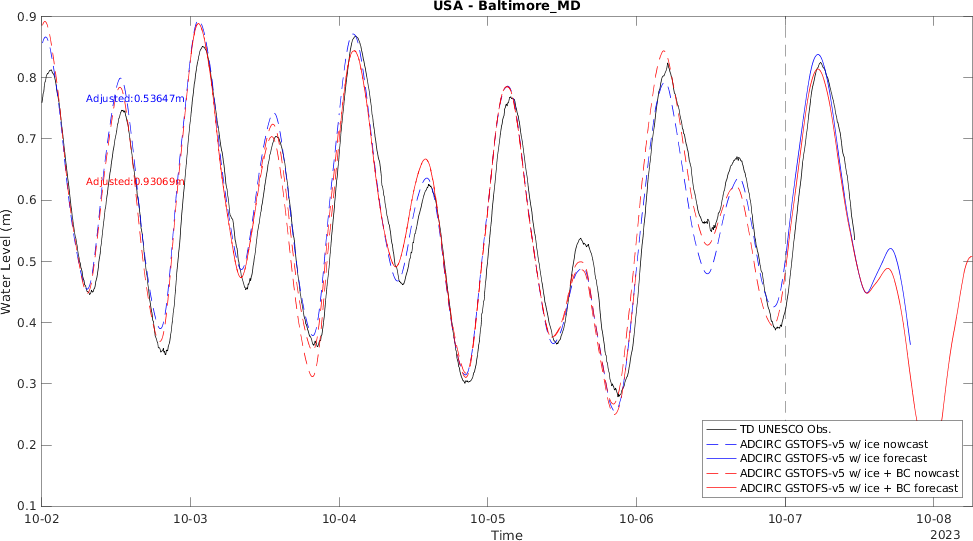 USA - Baltimore_MD
0.9
0.8
Adjusted:0.53647m
0.7
Adjusted:0.93069m
0.6
0.5
0.4
0.3
0.2
0.1
Water Level (m)
TD UNESCO Obs.
ADCIRC GSTOFS-v5 w/ ice nowcast
ADCIRC GSTOFS-v5 w/ ice forecast
ADCIRC GSTOFS-v5 w/ ice + BC nowcast
ADCIRC GSTOFS-v5 w/ ice + BC forecast
10-02 10-03 10-04 10-05 10-06 10-07 10-08
Time
2023